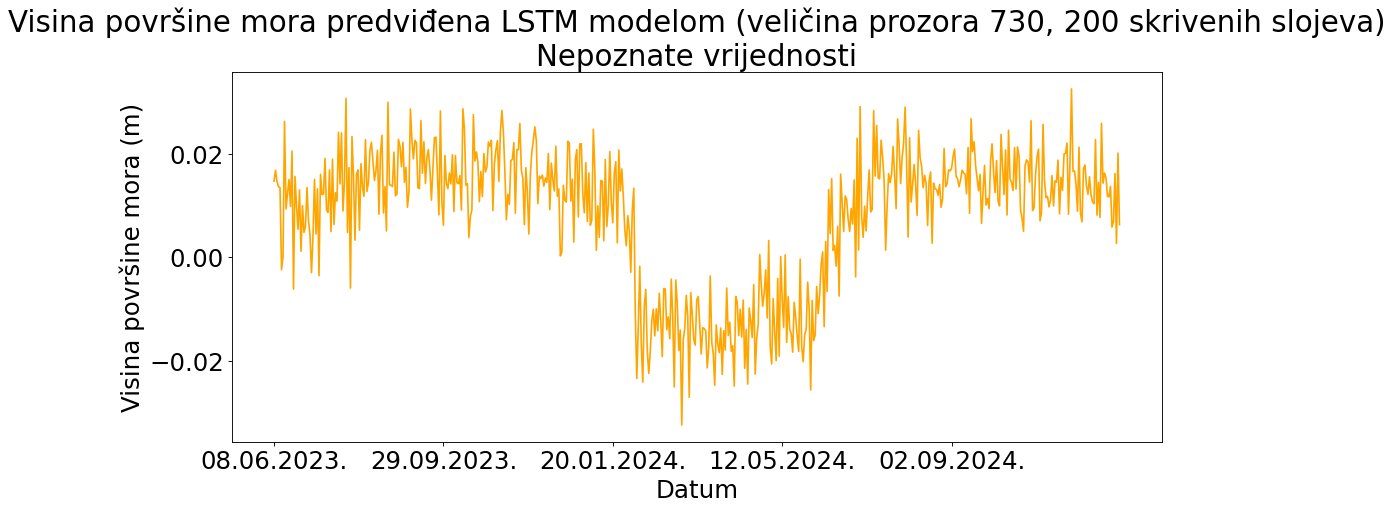 Visina površine mora predviđena LSTM modelom (veličina prozora 730, 200 skrivenih slojeva)
Nepoznate vrijednosti
Visina površine mora (m)
0.02
0.00
−0.02
08.06.2023. 29.09.2023. 20.01.2024. 12.05.2024. 02.09.2024.
Datum